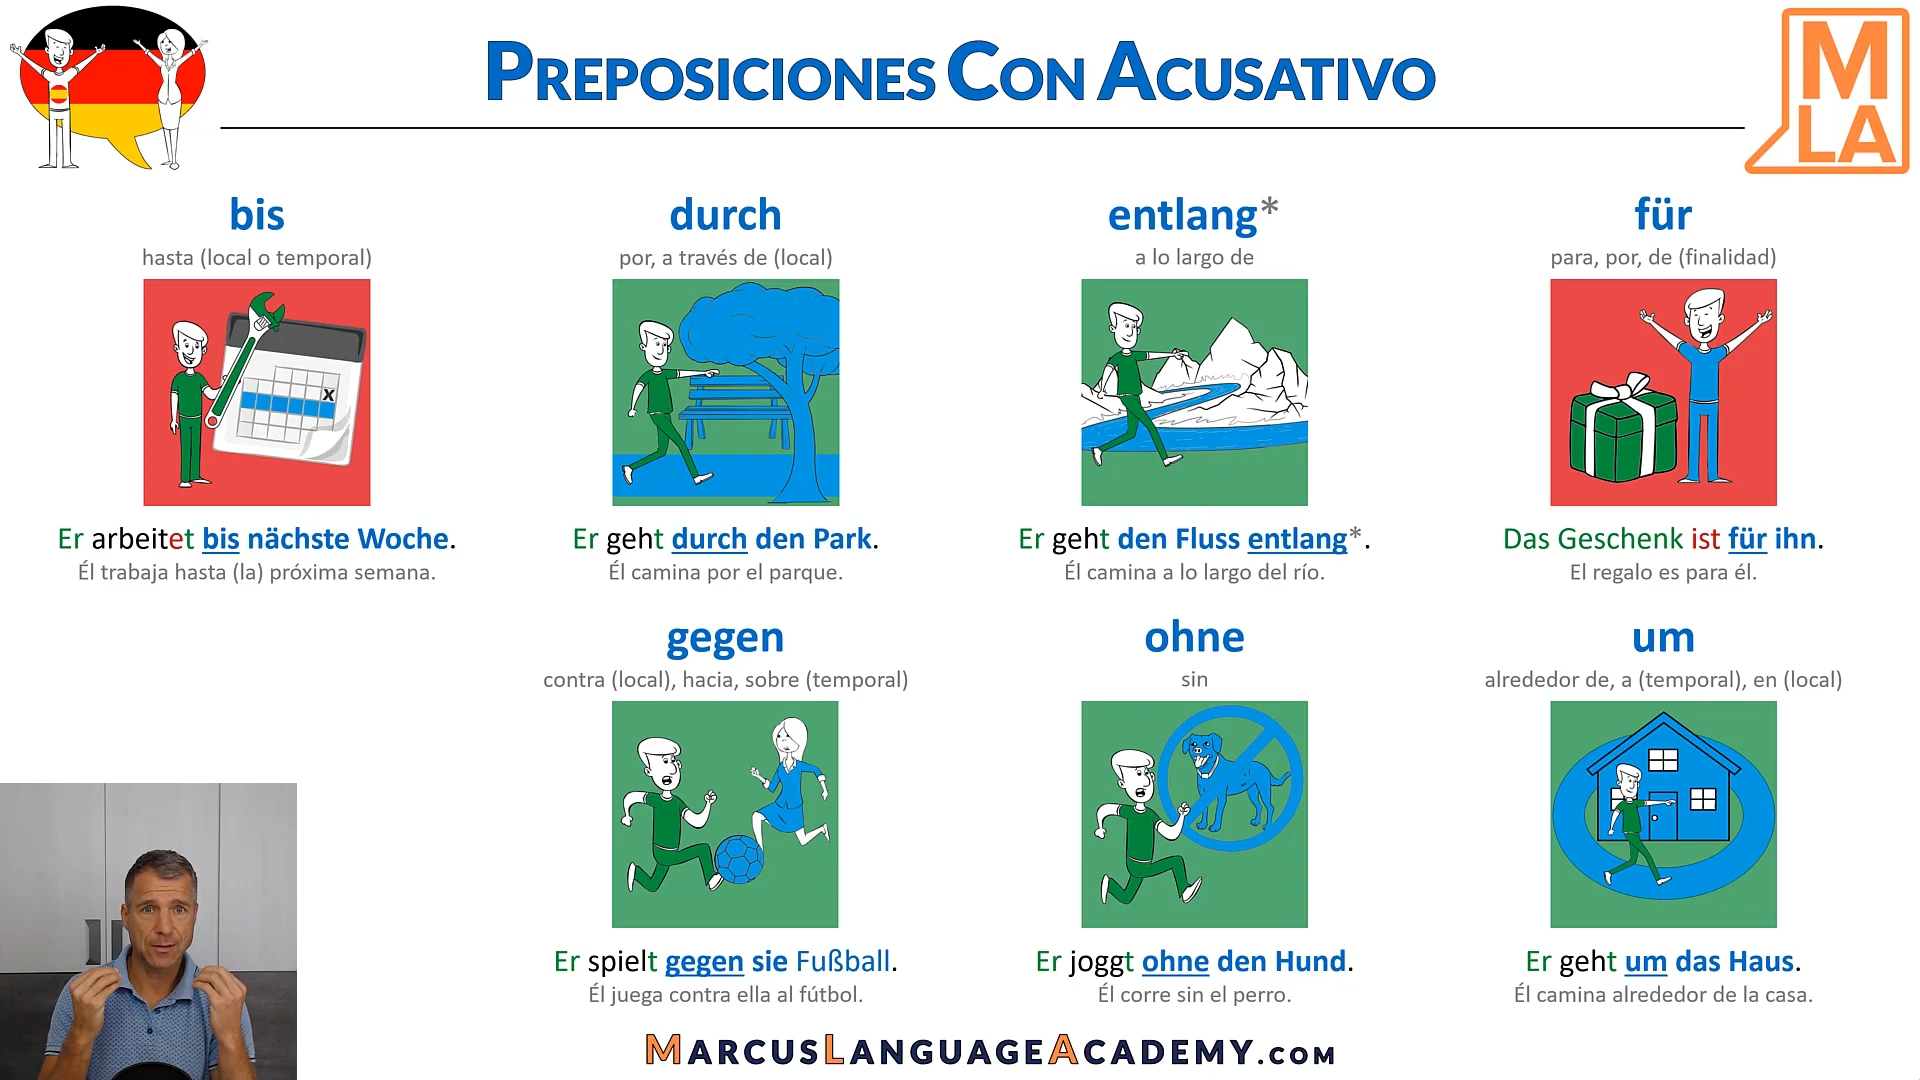 PREPOSICIONES CON ACUSATIVO
M
LA
bis
hasta (local o temporal)
X
Er arbeitet bis nächste Woche.
Él trabaja hasta (la) próxima semana.
durch
por, a través de (local)
Er geht durch den Park.
Él camina por el parque.
entlang*
a lo largo de
Er geht den Fluss entlang*.
Él camina a lo largo del río.
für
para, por, de (finalidad)
Das Geschenk ist für ihn.
El regalo es para él.
gegen
contra (local), hacia, sobre (temporal)
Er spielt gegen sie Fußball.
Él juega contra ella al fútbol.
ohne
sin
Er joggt ohne den Hund.
Él corre sin el perro.
um
alrededor de, a (temporal), en (local)
Er geht um das Haus.
Él camina alrededor de la casa.
MARCUSLANGUAGEACADEMY.COM